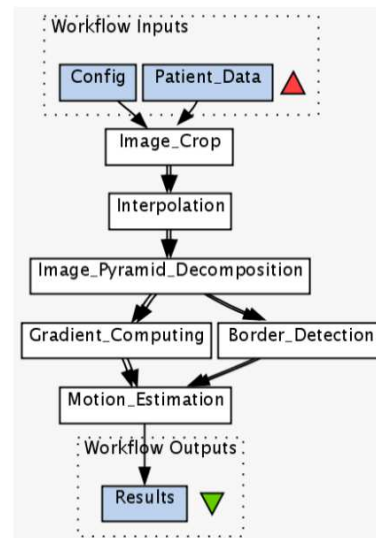 Workflow Inputs
Config
Patient_Data
Image_Crop
Interpolation
Image_Pyramid_Decomposition
Gradient_Computing
Border_Detection
Motion_Estimation
Workflow Outputs
Results